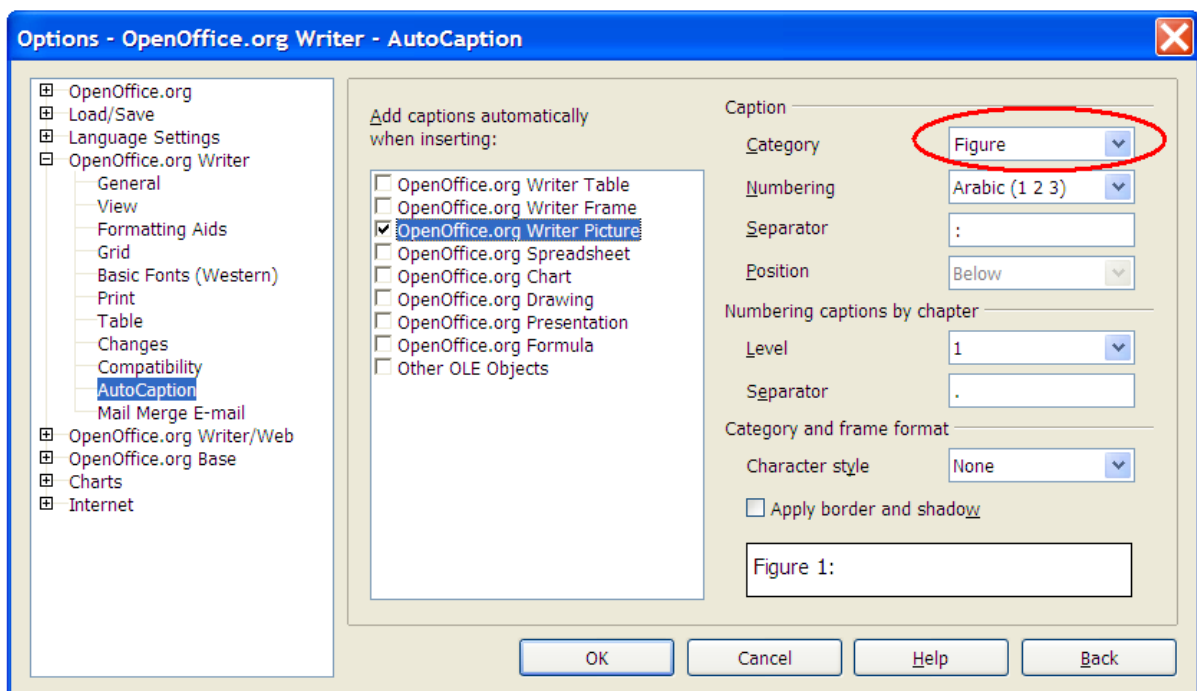 Options - OpenOffice.org Writer - AutoCaption
OpenOffice.org
Load/Save
Language Settings
OpenOffice.org Writer
General
View
Formatting Aids
Grid
Basic Fonts (Western)
Print
Table
Changes
Compatibility
AutoCaption
Mail Merge E-mail
OpenOffice.org Writer/Web
OpenOffice.org Base
Charts
Internet
Add captions automatically
when inserting:
OpenOffice.org Writer Table
OpenOffice.org Writer Frame
OpenOffice.org Writer Picture
OpenOffice.org Spreadsheet
OpenOffice.org Chart
OpenOffice.org Drawing
OpenOffice.org Presentation
OpenOffice.org Formula
Other OLE Objects
Caption
Category Figure
Numbering Arabic (1 2 3)
Separator :
Position Below
Numbering captions by chapter
Level 1
Separator .
Category and frame format
Character style None
Apply border and shadow
Figure 1:
OK Cancel Help Back